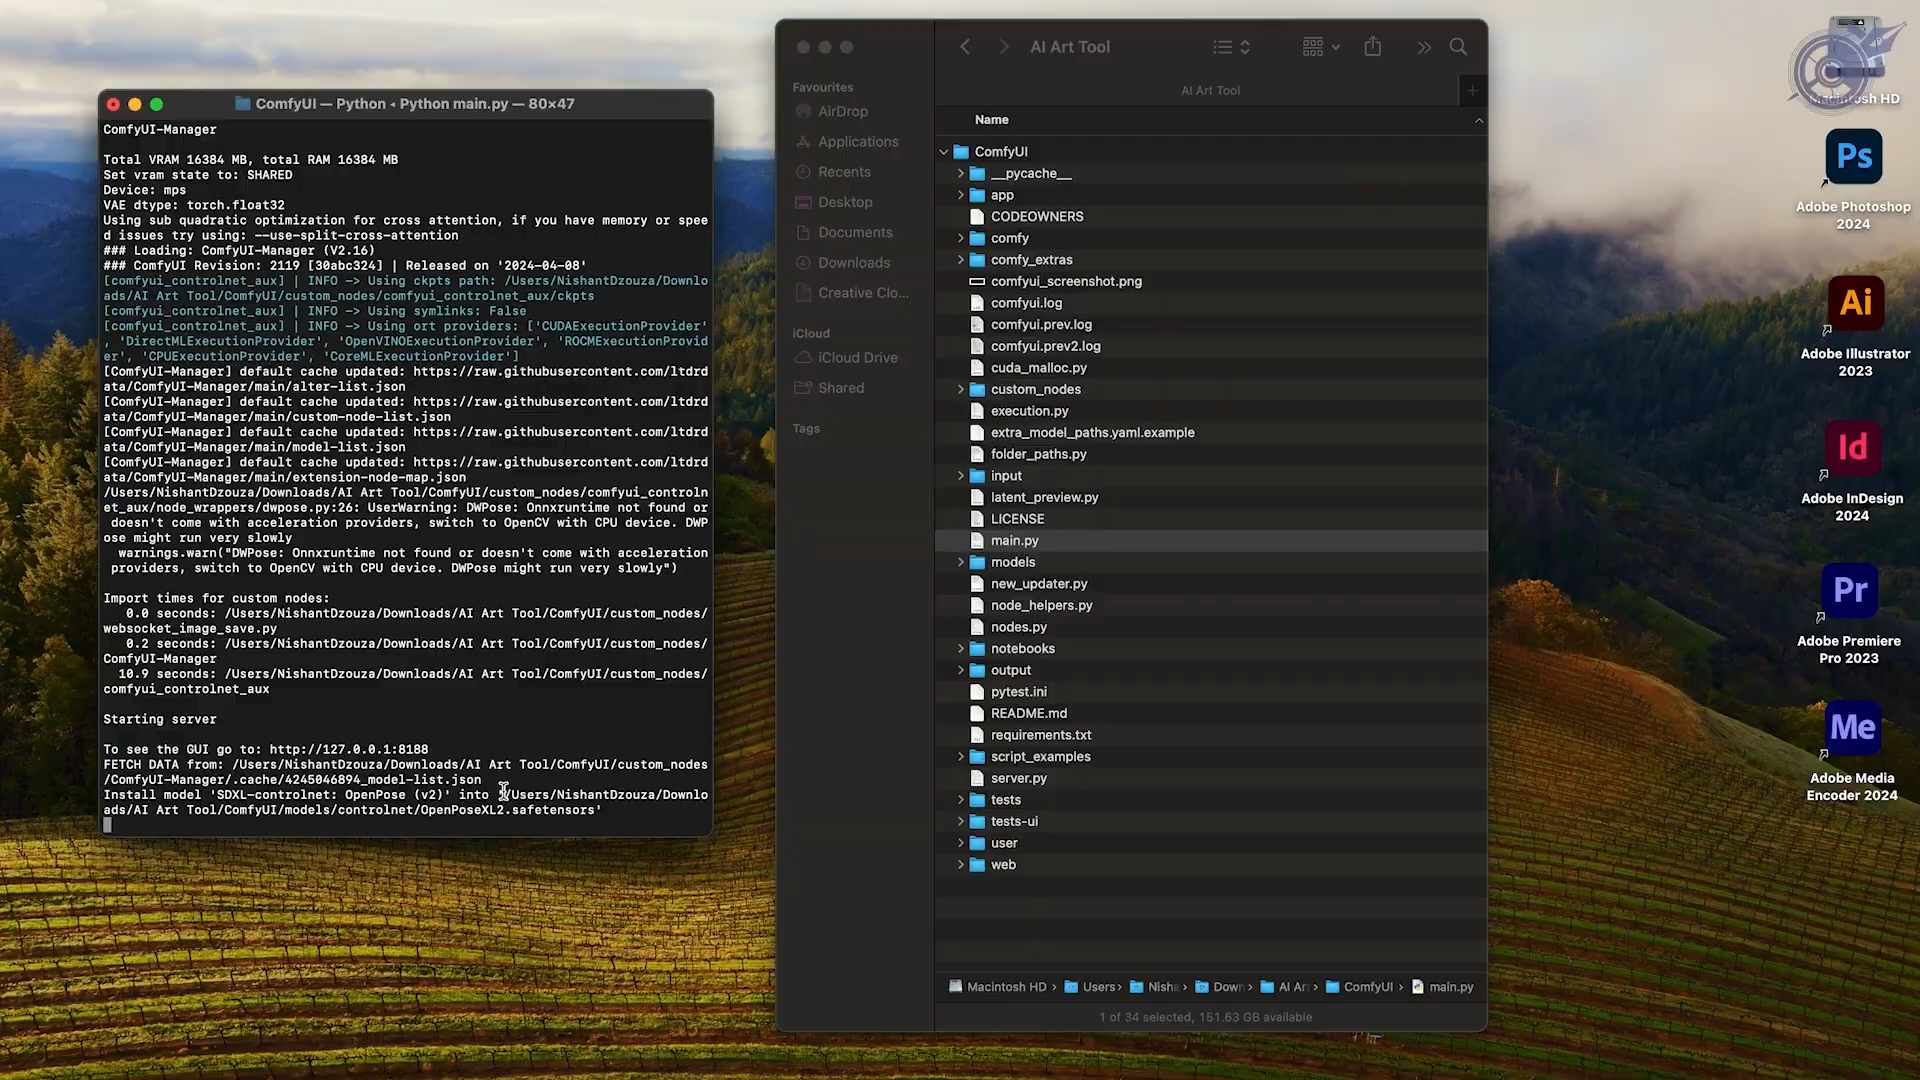 ComfyUI — Python ◂ Python main.py — 80×47
ComfyUI-Manager
Total VRAM 16384 MB, total RAM 16384 MB
Set vram state to: SHARED
Device: mps
VAE dtype: torch.float32
Using sub quadratic optimization for cross attention, if you have memory or spee
d issues try using: --use-split-cross-attention
### Loading: ComfyUI-Manager (V2.16)
### ComfyUI Revision: 2119 [30abc324] | Released on '2024-04-08'
[comfyui_controlnet_aux] | INFO -> Using ckpts path: /Users/NishantDzouza/Downlo
ads/AI Art Tool/ComfyUI/custom_nodes/comfyui_controlnet_aux/ckpts
[comfyui_controlnet_aux] | INFO -> Using symlinks: False
[comfyui_controlnet_aux] | INFO -> Using ort providers: ['CUDAExecutionProvider'
, 'DirectMLExecutionProvider', 'OpenVINOExecutionProvider', 'ROCMExecutionProvid
er', 'CPUExecutionProvider', 'CoreMLExecutionProvider']
[ComfyUI-Manager] default cache updated: https://raw.githubusercontent.com/ltdrd
ata/ComfyUI-Manager/main/alter-list.json
[ComfyUI-Manager] default cache updated: https://raw.githubusercontent.com/ltdrd
ata/ComfyUI-Manager/main/custom-node-list.json
[ComfyUI-Manager] default cache updated: https://raw.githubusercontent.com/ltdrd
ata/ComfyUI-Manager/main/model-list.json
[ComfyUI-Manager] default cache updated: https://raw.githubusercontent.com/ltdrd
ata/ComfyUI-Manager/main/extension-node-map.json
/Users/NishantDzouza/Downloads/AI Art Tool/ComfyUI/custom_nodes/comfyui_controln
et_aux/node_wrappers/dwpose.py:26: UserWarning: DWPose: Onnxruntime not found or
 doesn't come with acceleration providers, switch to OpenCV with CPU device. DWP
ose might run very slowly
  warnings.warn("DWPose: Onnxruntime not found or doesn't come with acceleration
 providers, switch to OpenCV with CPU device. DWPose might run very slowly")
Import times for custom nodes:
   0.0 seconds: /Users/NishantDzouza/Downloads/AI Art Tool/ComfyUI/custom_nodes/
websocket_image_save.py
   0.2 seconds: /Users/NishantDzouza/Downloads/AI Art Tool/ComfyUI/custom_nodes/
ComfyUI-Manager
  10.9 seconds: /Users/NishantDzouza/Downloads/AI Art Tool/ComfyUI/custom_nodes/
comfyui_controlnet_aux
Starting server
To see the GUI go to: http://127.0.0.1:8188
FETCH DATA from: /Users/NishantDzouza/Downloads/AI Art Tool/ComfyUI/custom_nodes
/ComfyUI-Manager/.cache/4245046894_model-list.json
Install model 'SDXL-controlnet: OpenPose (v2)' into '/Users/NishantDzouza/Downlo
ads/AI Art Tool/ComfyUI/models/controlnet/OpenPoseXL2.safetensors'
AI Art Tool
AI Art Tool
Favourites
AirDrop
Applications
Recents
Desktop
Documents
Downloads
Creative Clo...
iCloud
iCloud Drive
Shared
Tags
Name
ComfyUI
__pycache__
app
CODEOWNERS
comfy
comfy_extras
comfyui_screenshot.png
comfyui.log
comfyui.prev.log
comfyui.prev2.log
cuda_malloc.py
custom_nodes
execution.py
extra_model_paths.yaml.example
folder_paths.py
input
latent_preview.py
LICENSE
main.py
models
new_updater.py
node_helpers.py
nodes.py
notebooks
output
pytest.ini
README.md
requirements.txt
script_examples
server.py
tests
tests-ui
user
web
Macintosh HD › Users › Nish › Down › AI Ar › ComfyUI › main.py
1 of 34 selected, 151.63 GB available
Macintosh HD
Ps
Adobe Photoshop
2024
Ai
Adobe Illustrator
2023
Id
Adobe InDesign
2024
Pr
Adobe Premiere
Pro 2023
Me
Adobe Media
Encoder 2024